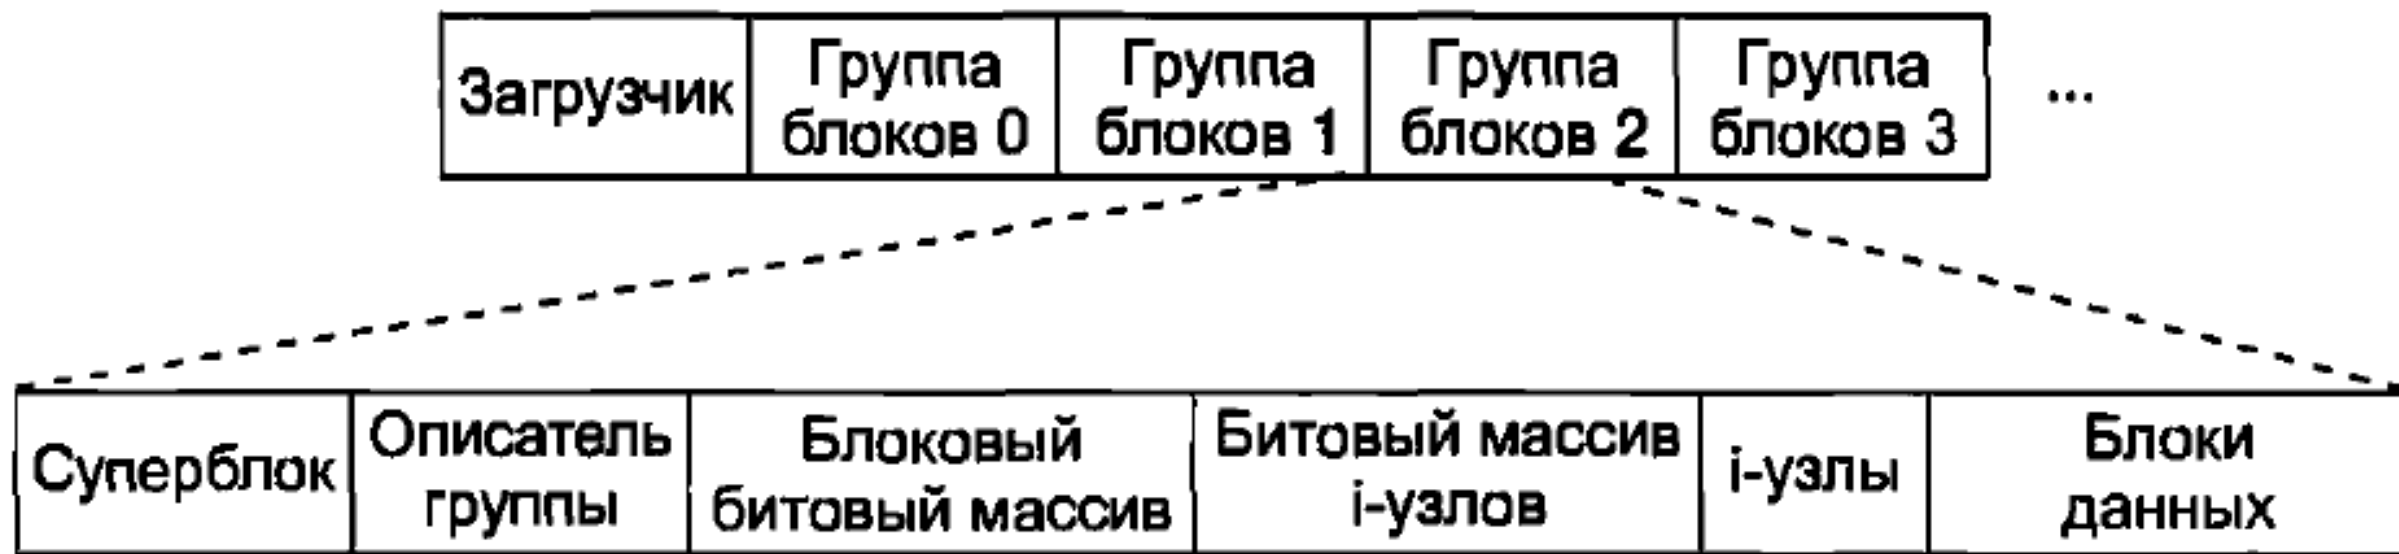 Загрузчик
Группа
блоков 0
Группа
блоков 1
Группа
блоков 2
Группа
блоков 3
...
Суперблок
Описатель
группы
Блоковый
битовый массив
Битовый массив
i-узлов
i-узлы
Блоки
данных